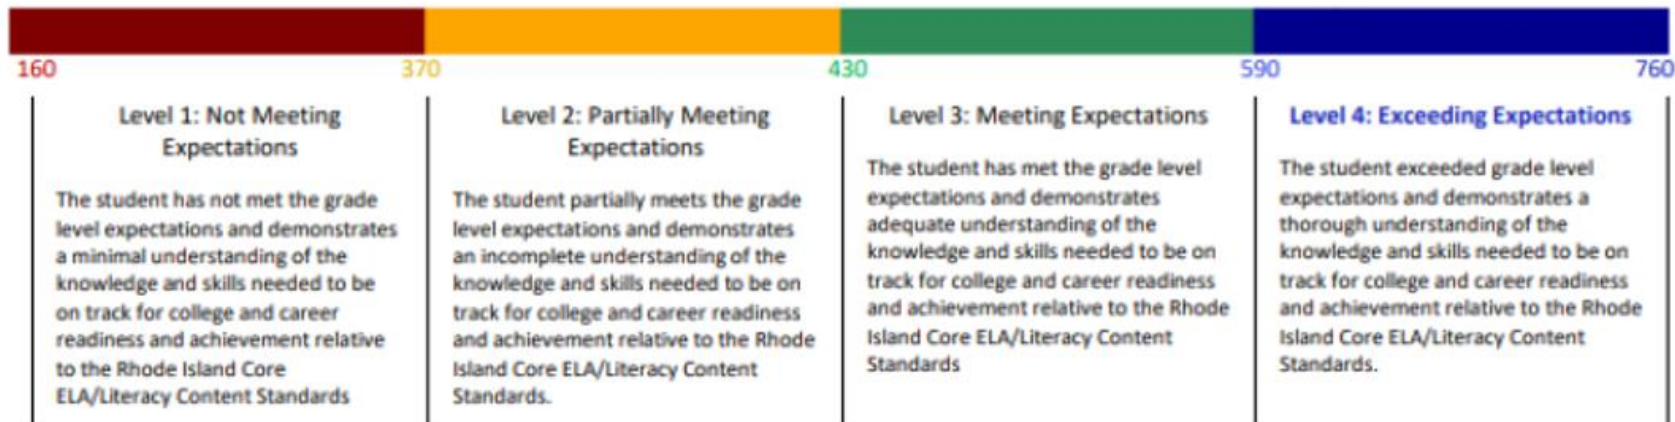 160
370
430
590
760
Level 1: Not Meeting
Expectations
The student has not met the grade
level expectations and demonstrates
a minimal understanding of the
knowledge and skills needed to be
on track for college and career
readiness and achievement relative
to the Rhode Island Core
ELA/Literacy Content Standards
Level 2: Partially Meeting
Expectations
The student partially meets the grade
level expectations and demonstrates
an incomplete understanding of the
knowledge and skills needed to be on
track for college and career readiness
and achievement relative to the Rhode
Island Core ELA/Literacy Content
Standards.
Level 3: Meeting Expectations
The student has met the grade level
expectations and demonstrates
adequate understanding of the
knowledge and skills needed to be on
track for college and career readiness
and achievement relative to the Rhode
Island Core ELA/Literacy Content
Standards
Level 4: Exceeding Expectations
The student exceeded grade level
expectations and demonstrates a
thorough understanding of the
knowledge and skills needed to be on
track for college and career readiness
and achievement relative to the Rhode
Island Core ELA/Literacy Content
Standards.